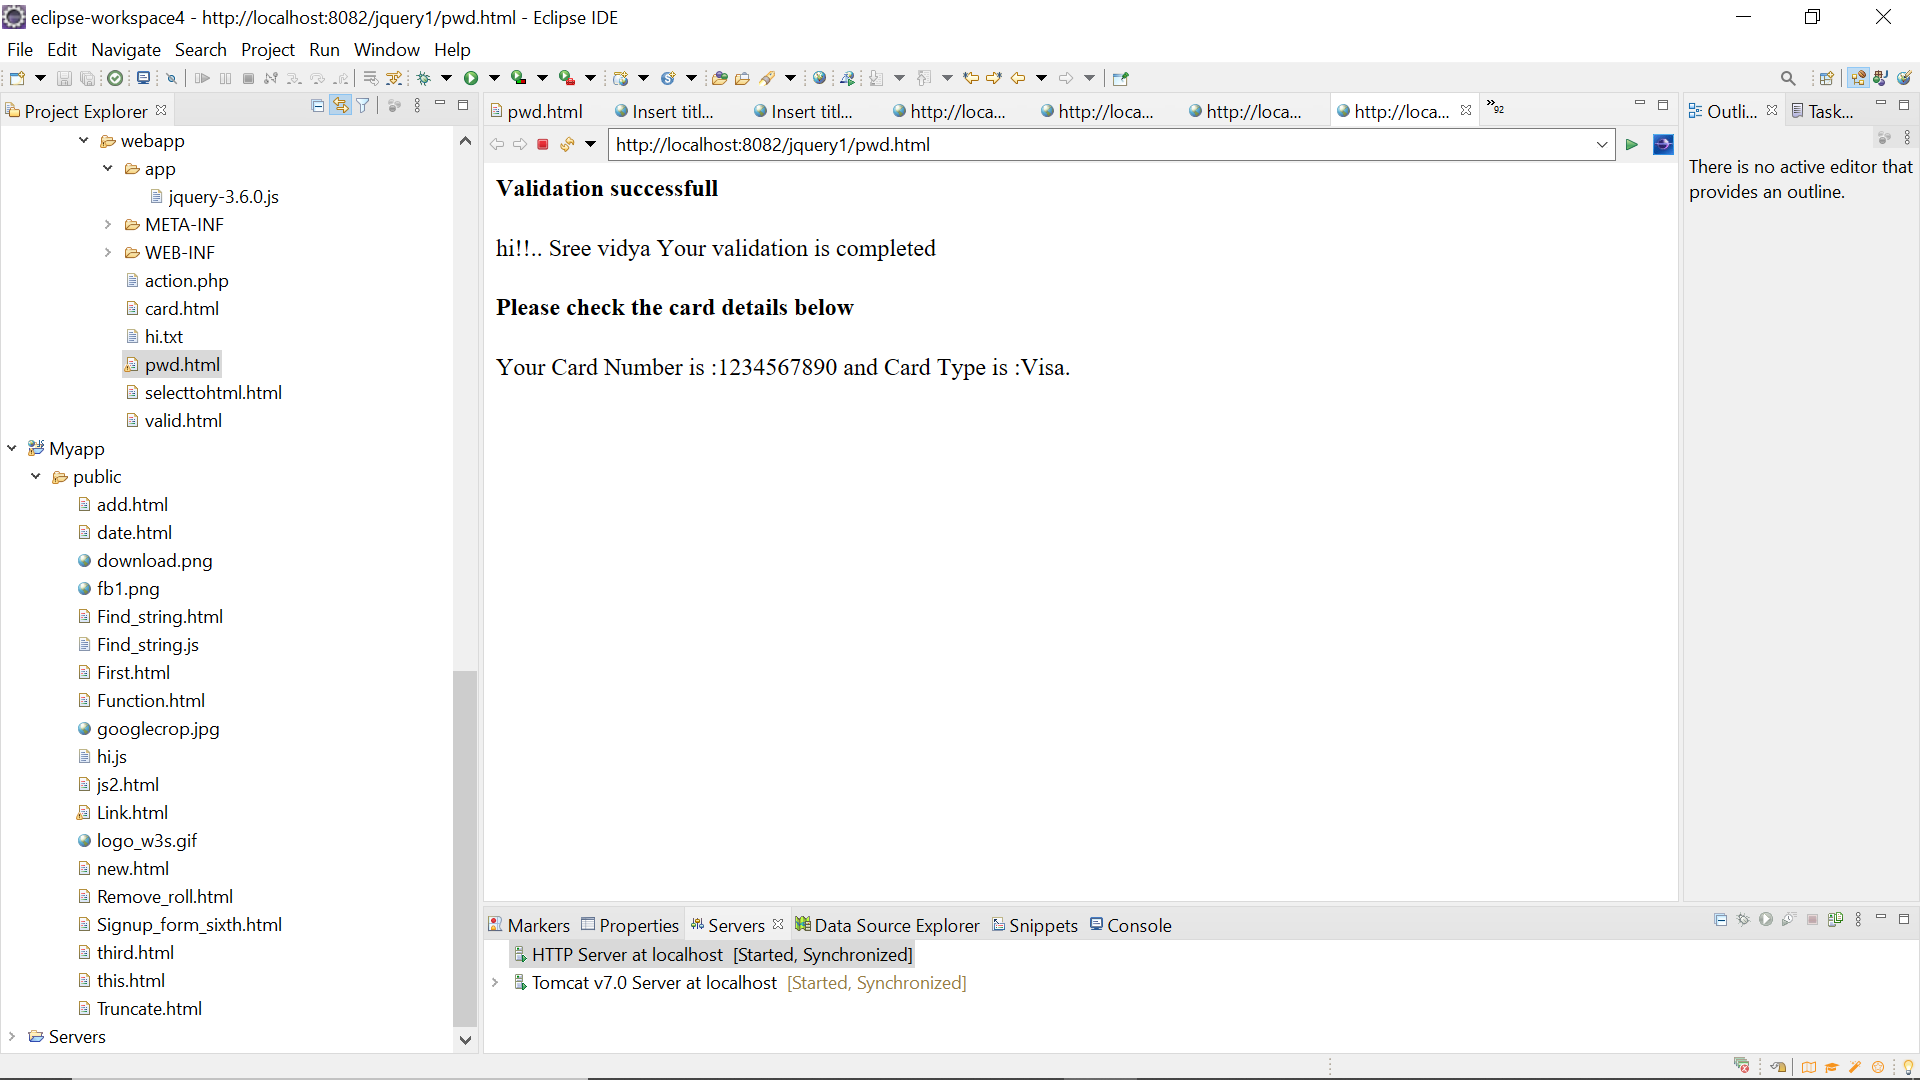 eclipse-workspace4 - http://localhost:8082/jquery1/pwd.html - Eclipse IDE
File Edit Navigate Search Project Run Window Help
Project Explorer
webapp
app
jquery-3.6.0.js
META-INF
WEB-INF
action.php
card.html
hi.txt
pwd.html
selecttohtml.html
valid.html
Myapp
public
add.html
date.html
download.png
fb1.png
Find_string.html
Find_string.js
First.html
Function.html
googlecrop.jpg
hi.js
js2.html
Link.html
logo_w3s.gif
new.html
Remove_roll.html
Signup_form_sixth.html
third.html
this.html
Truncate.html
Servers
pwd.html Insert titl... Insert titl... http://loca... http://loca... http://loca... http://loca... »92
http://localhost:8082/jquery1/pwd.html
Validation successfull
hi!!.. Sree vidya Your validation is completed
Please check the card details below
Your Card Number is :1234567890 and Card Type is :Visa.
Outli... Task...
There is no active editor that
provides an outline.
Markers Properties Servers Data Source Explorer Snippets Console
HTTP Server at localhost [Started, Synchronized]
Tomcat v7.0 Server at localhost [Started, Synchronized]